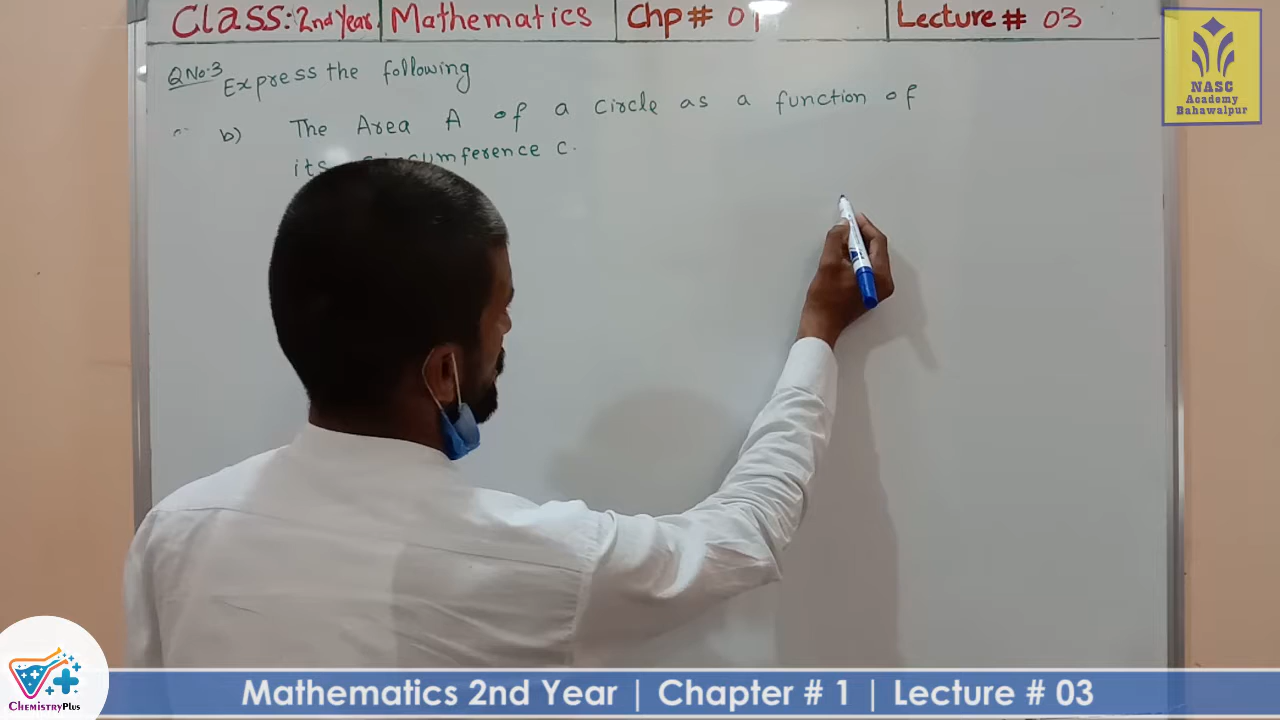 Class: 2nd Year. Mathematics Chp # 01 Lecture # 03
Q No:3 Express the following
b) The Area A of a circle as a function of
its circumference c.
NASC
Academy
Bahawalpur
ChemistryPlus
Mathematics 2nd Year | Chapter # 1 | Lecture # 03